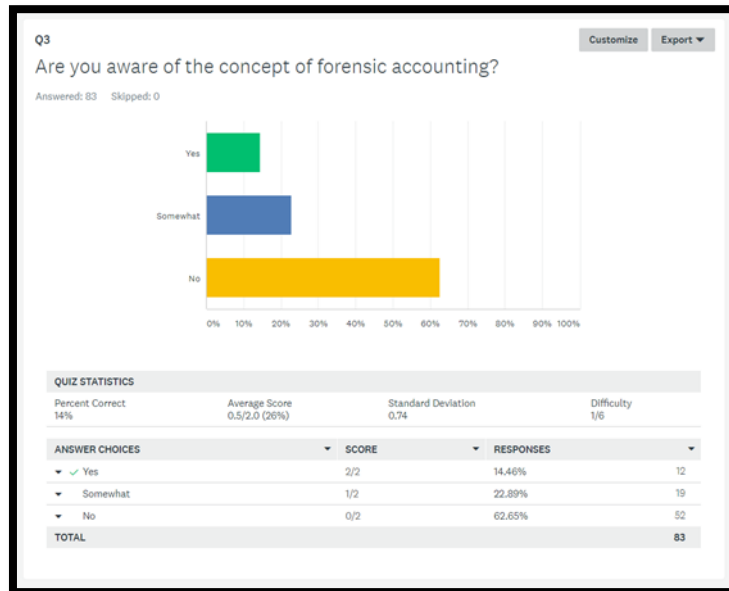 Q3
Customize
Export
Are you aware of the concept of forensic accounting?
Answered: 83 Skipped: 0
Yes
Somewhat
No
0% 10% 20% 30% 40% 50% 60% 70% 80% 90% 100%
QUIZ STATISTICS
Percent Correct Average Score Standard Deviation Difficulty
14% 0.5/2.0 (26%) 0.74 1/6
ANSWER CHOICES SCORE RESPONSES
Yes 2/2 14.46% 12
Somewhat 1/2 22.89% 19
No 0/2 62.65% 52
TOTAL 83